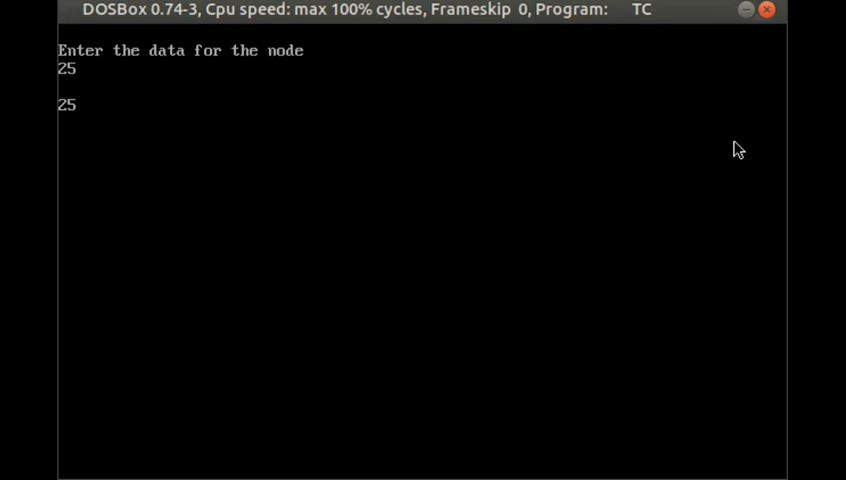 DOSBox 0.74-3, Cpu speed: max 100% cycles, Frameskip 0, Program: TC
Enter the data for the node
25
25